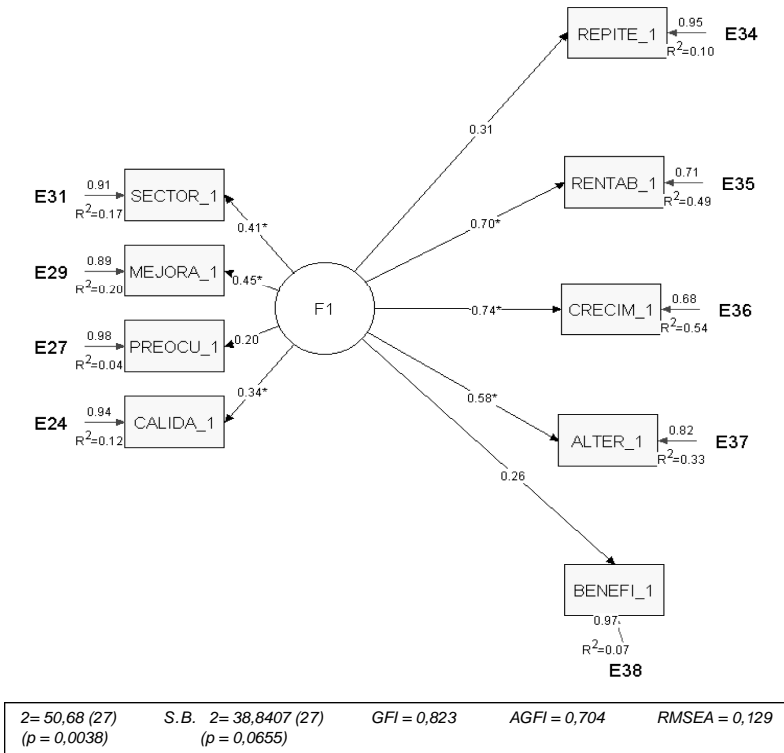 0.95
E34
REPITE_1
R²=0.10
0.31
0.71
E35
RENTAB_1
R²=0.49
0.70*
0.91
E31
SECTOR_1
R²=0.17
0.41*
0.89
E29
MEJORA_1
R²=0.20
0.45*
F1
0.74*
0.68
CRECIM_1
E36
R²=0.54
0.98
E27
PREOCU_1
R²=0.04
0.20
0.94
E24
CALIDA_1
R²=0.12
0.34*
0.58*
0.82
ALTER_1
E37
R²=0.33
0.26
BENEFI_1
0.97
R²=0.07
E38
2= 50,68 (27) S.B. 2= 38,8407 (27) GFI = 0,823 AGFI = 0,704 RMSEA = 0,129
(p = 0,0038) (p = 0,0655)